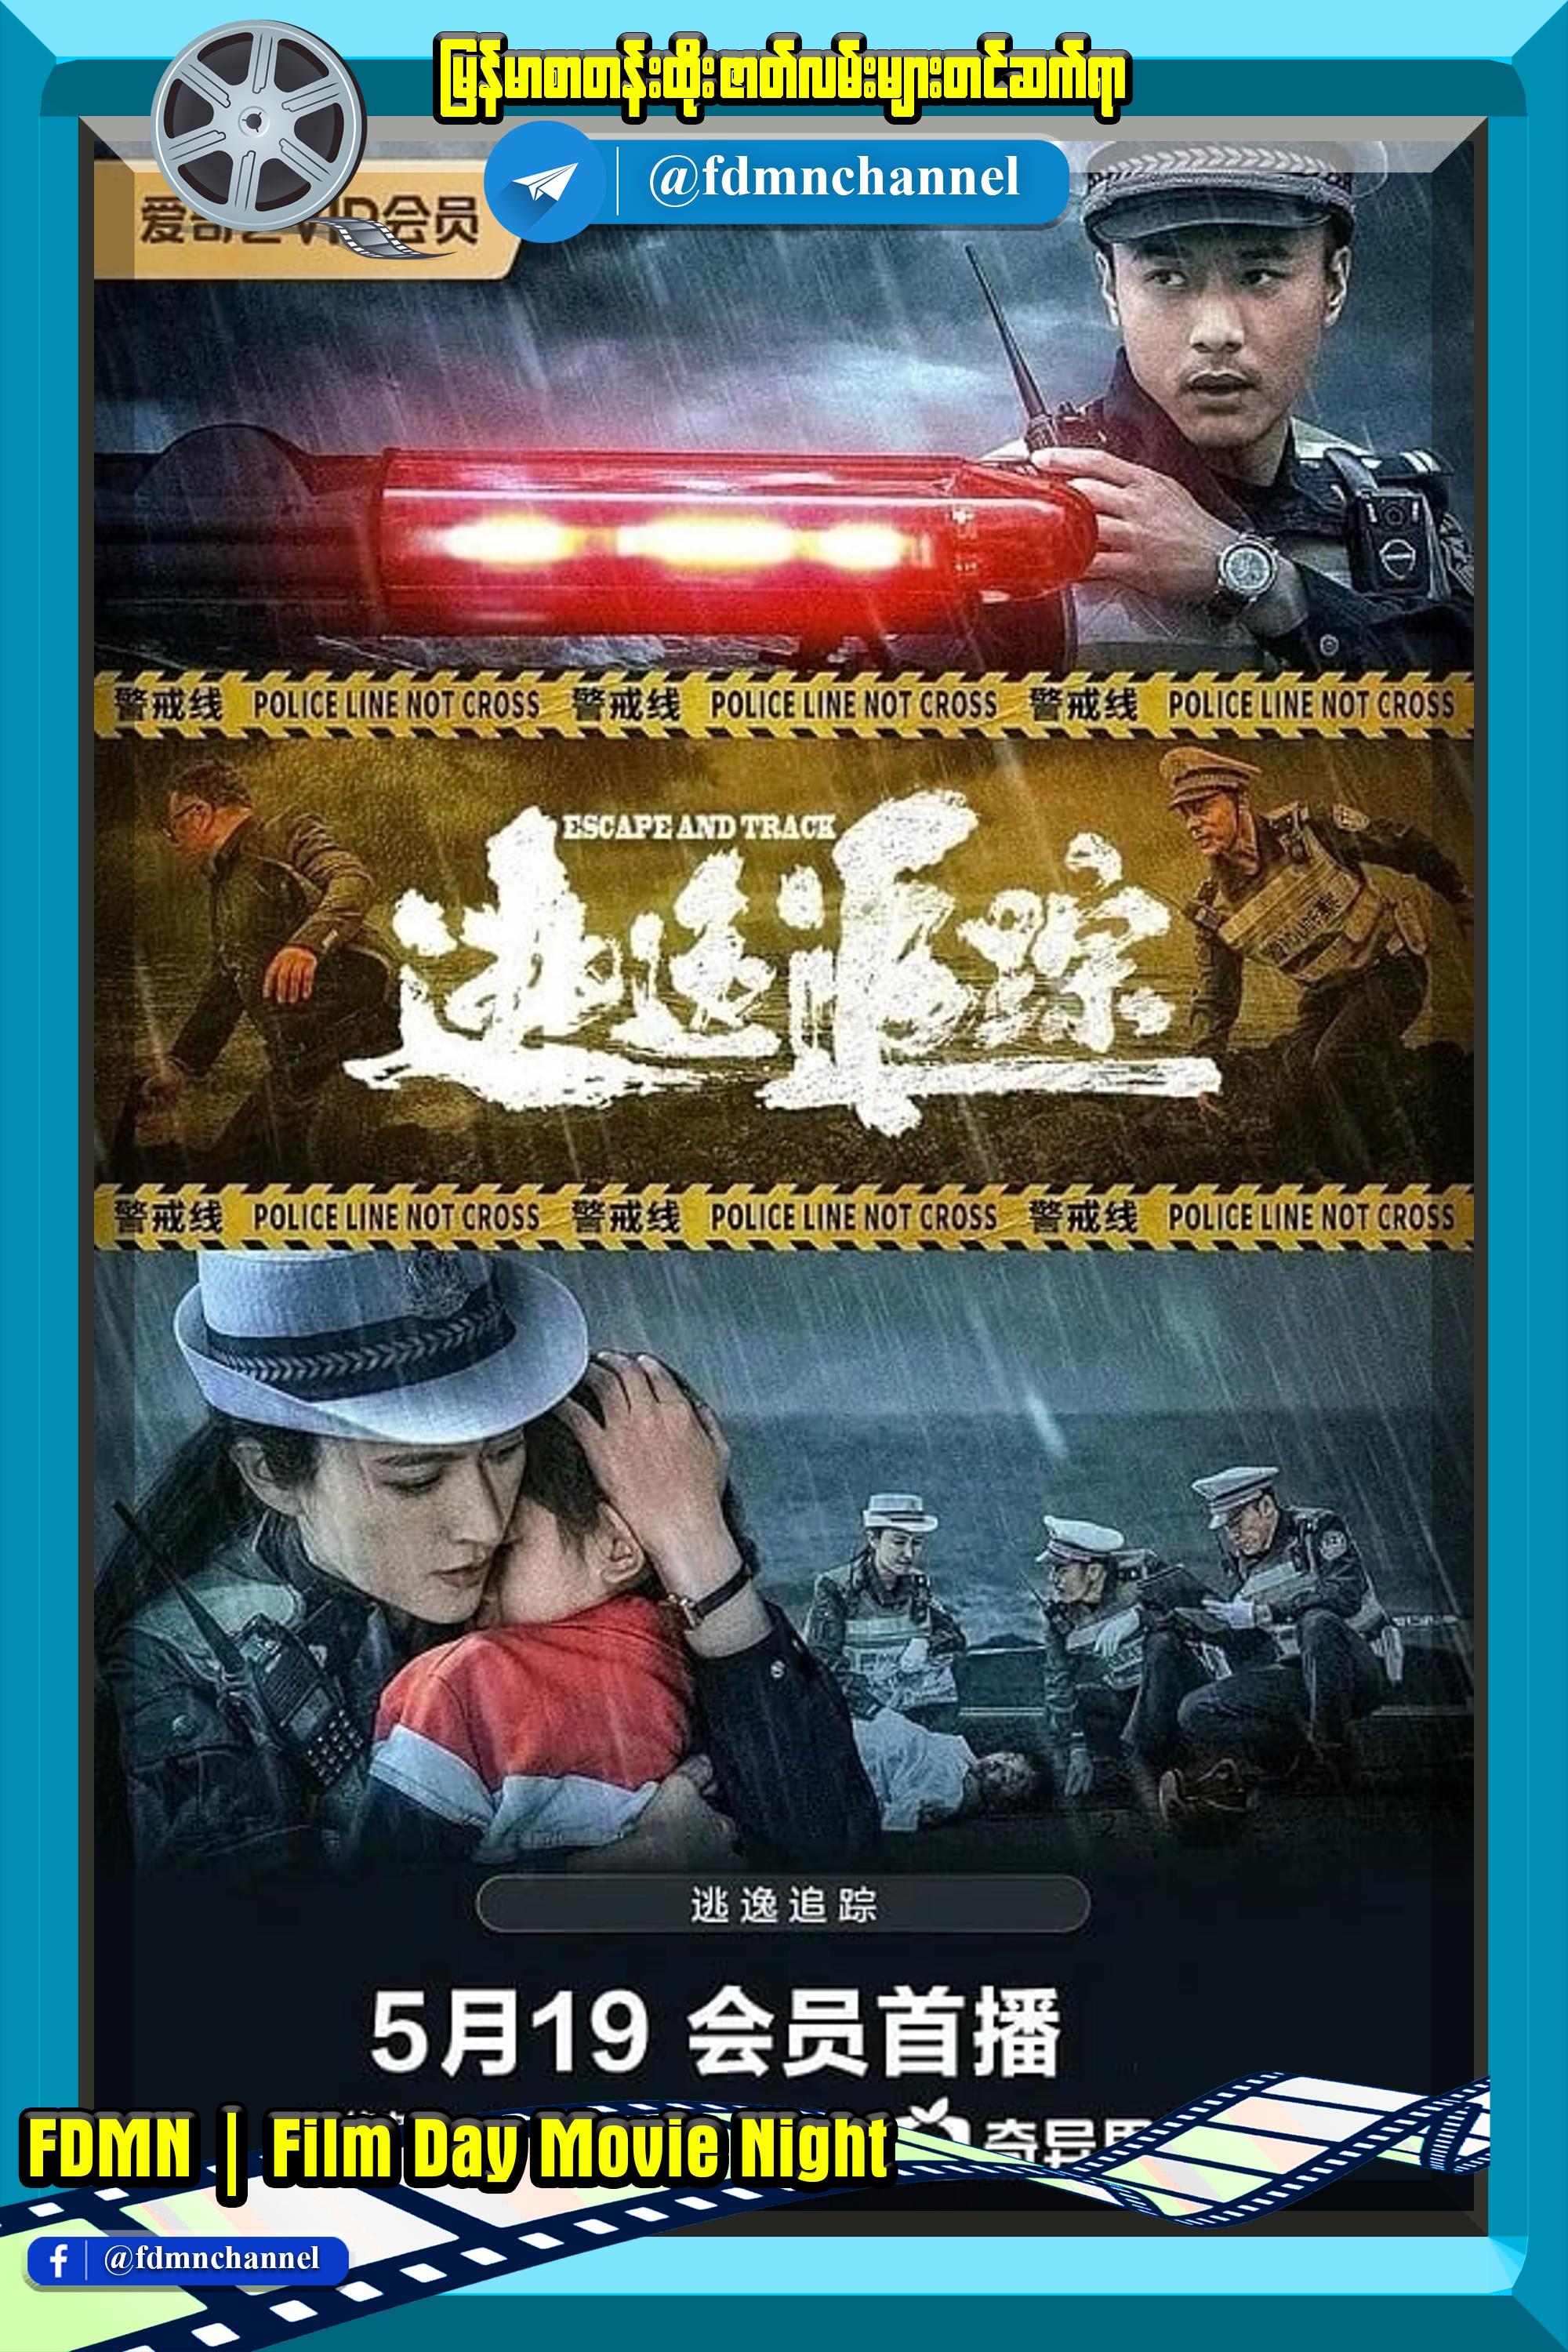 မြန်မာစာတန်းထိုး ဇာတ်လမ်းများတင်ဆက်ရာ
@fdmnchannel
VIP会员
警戒线 POLICE LINE NOT CROSS 警戒线 POLICE LINE NOT CROSS 警戒线 POLICE LINE NOT CROSS
ESCAPE AND TRACK
逃逸追踪
警戒线 POLICE LINE NOT CROSS 警戒线 POLICE LINE NOT CROSS 警戒线 POLICE LINE NOT CROSS
逃逸追踪
5月19 会员首播
奇异果
FDMN | Film Day Movie Night
@fdmnchannel